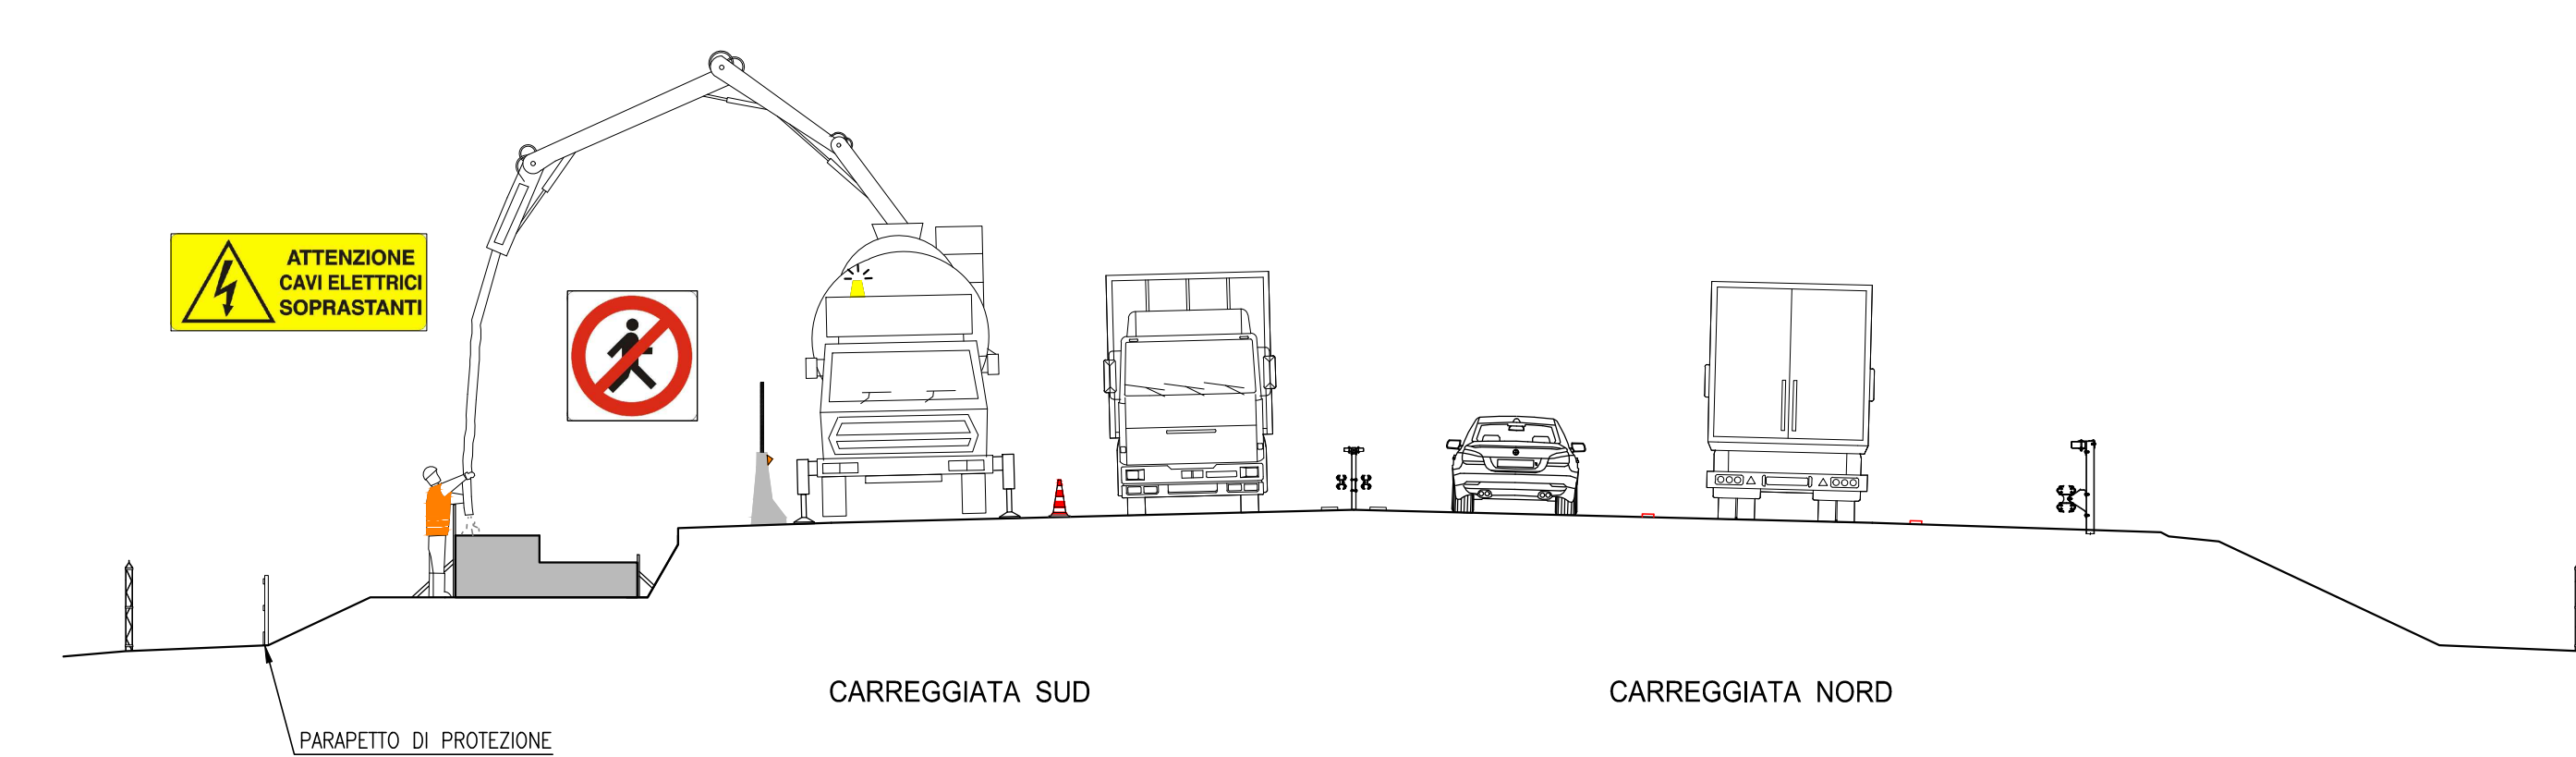 ATTENZIONE
CAVI ELETTRICI
SOPRASTANTI
CARREGGIATA SUD
CARREGGIATA NORD
PARAPETTO DI PROTEZIONE